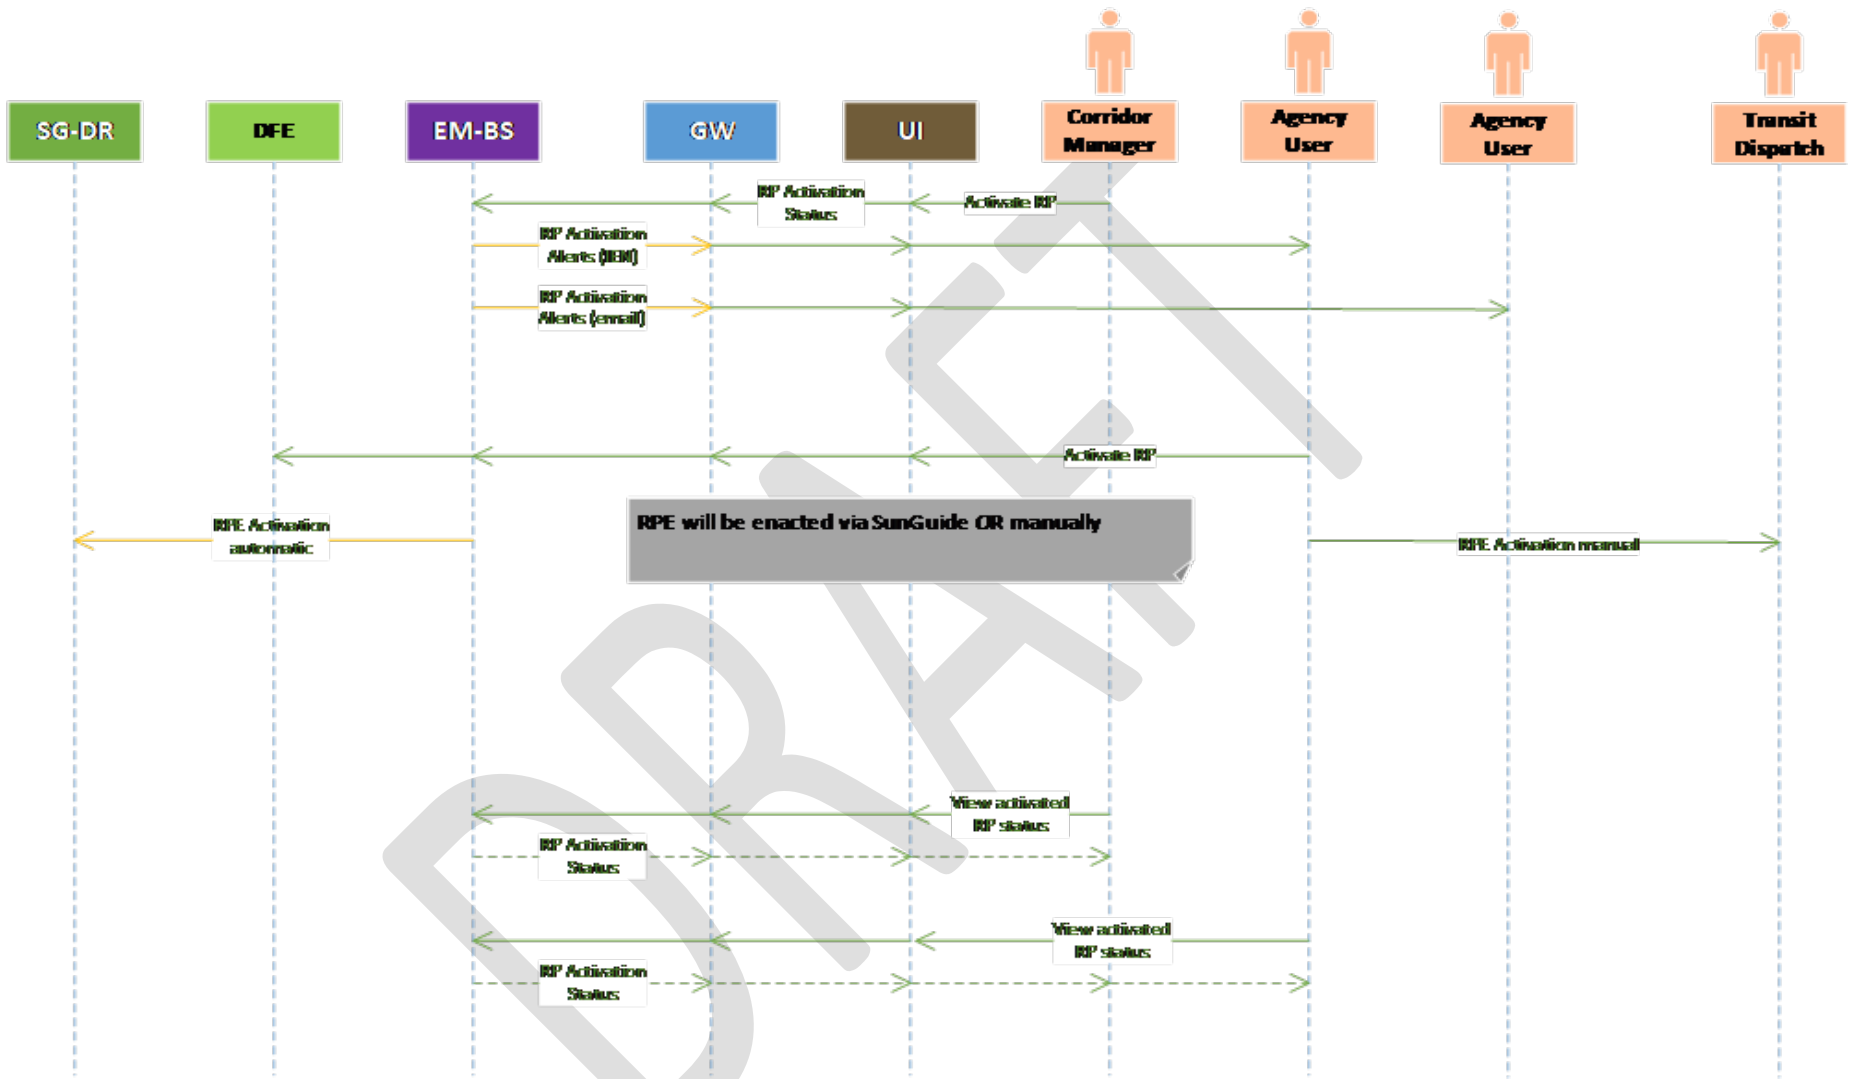 SG-DR
DFE
EM-BS
GW
UI
Corridor
Manager
Agency
User
Agency
User
Transit
Dispatch
RP Activation
Status
Activate RP
RP Activation
Alerts
RP Activation
Alerts (email)
Activate RP
RPE Activation
automatic
RPE will be enacted via SunGuide OR manually
RPE Activation manual
View activated
RP status
RP Activation
Status
View activated
RP status
RP Activation
Status
DRAFT